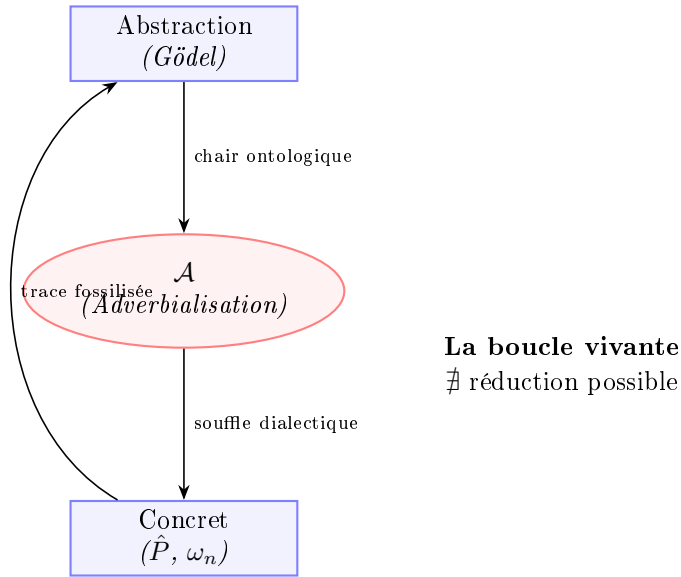 Abstraction
(Gödel)
chair ontologique
𝒜
trace fossilisée
(Adverbialisation)
La boucle vivante
∄ réduction possible
souffle dialectique
Concret
(P̂, ωₙ)